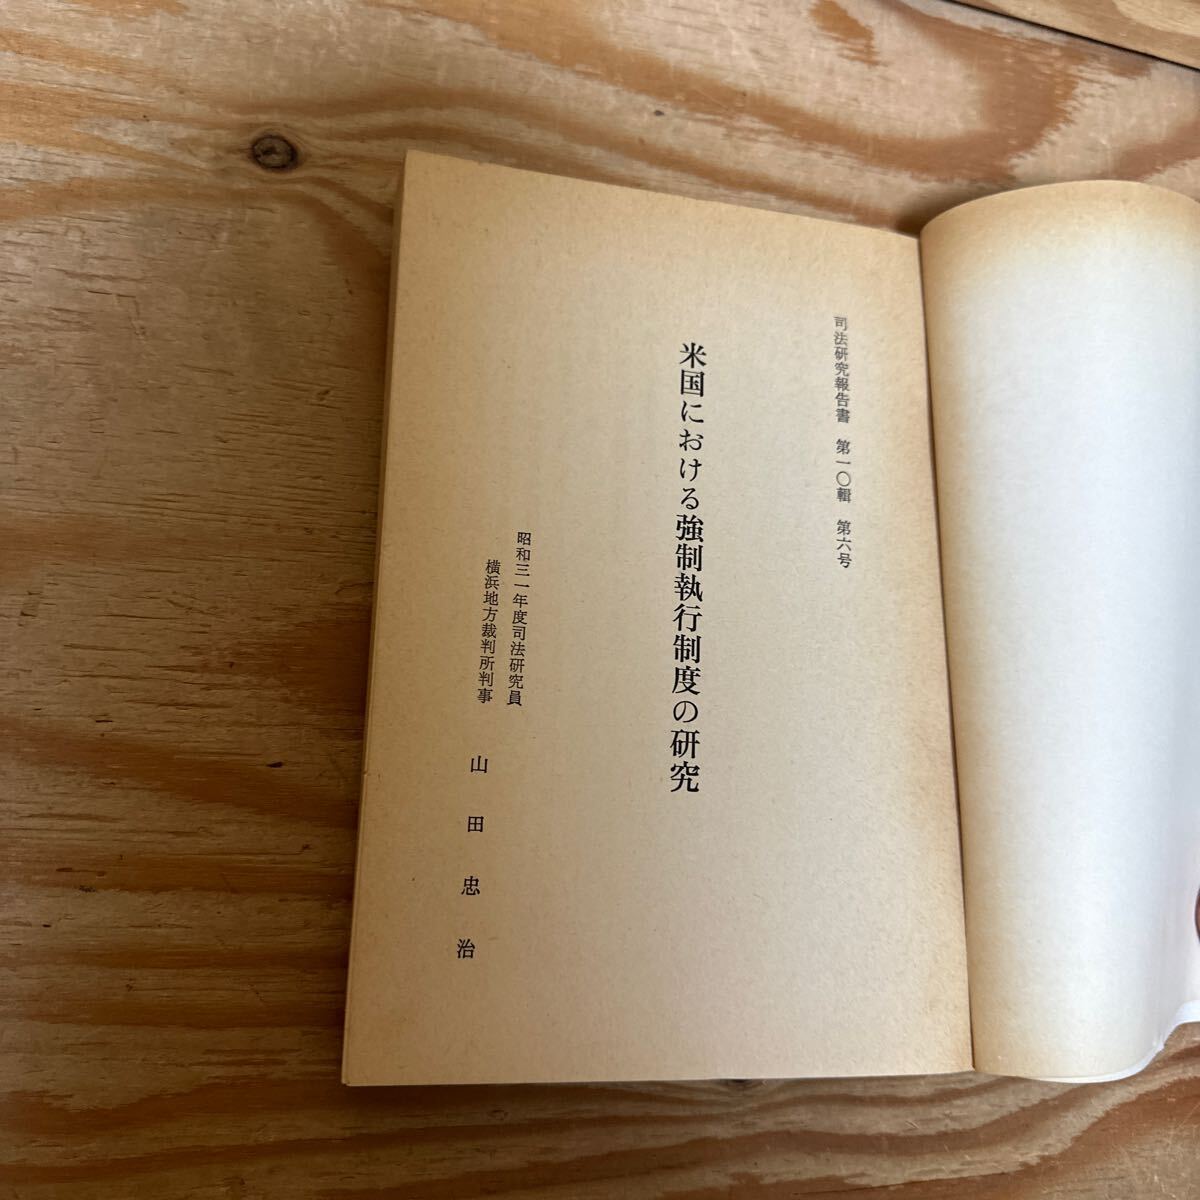 司法研究報告書　第一〇輯　第六号
米国における強制執行制度の研究
昭和三一年度司法研究員
横浜地方裁判所判事　山田忠治